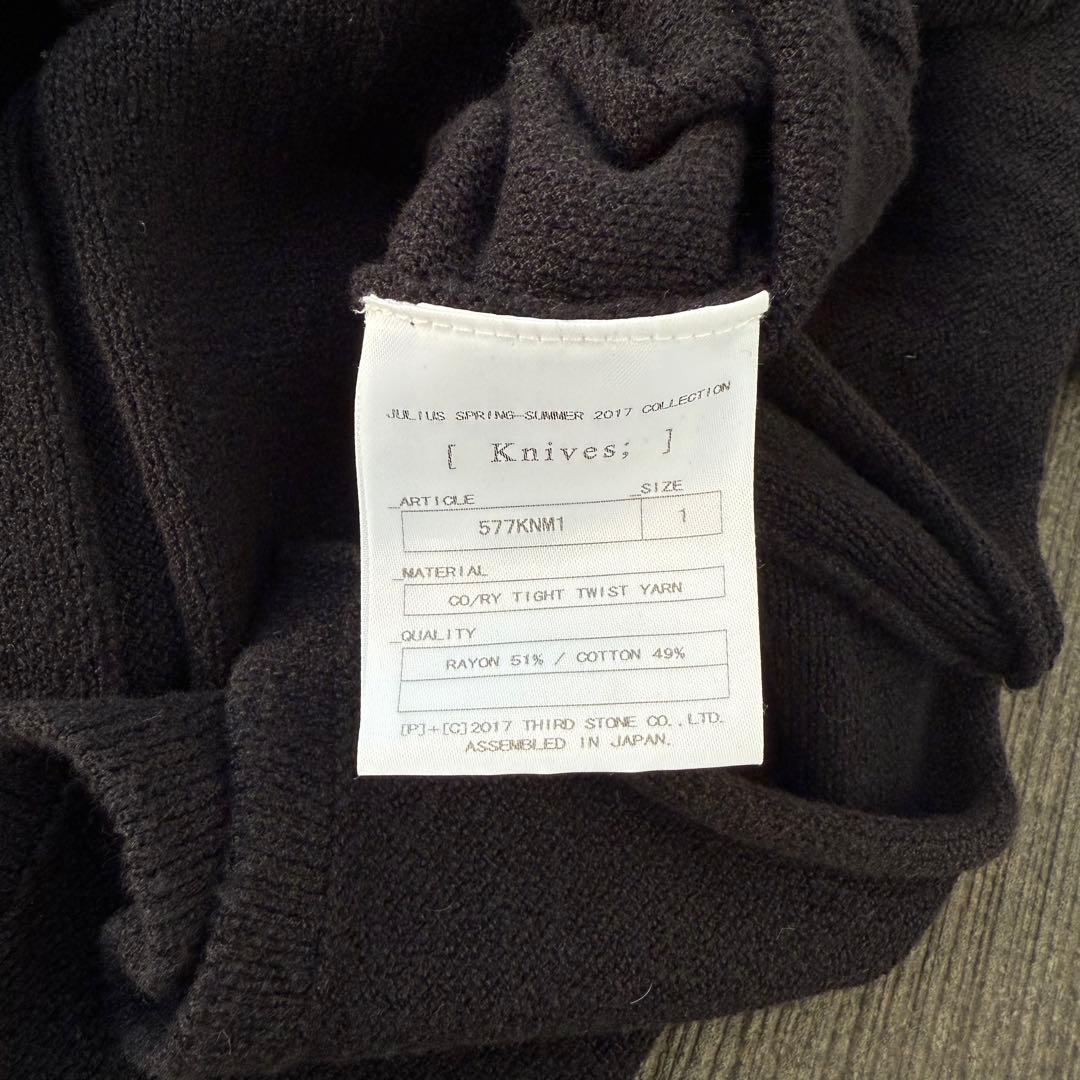 JULIUS SPRING-SUMMER 2017 COLLECTION
[ Knives; ]
_ARTICLE _SIZE
577KNM1 1
_MATERIAL
CO/RY TIGHT TWIST YARN
_QUALITY
RAYON 51% / COTTON 49%
[P]+[C]2017 THIRD STONE CO.,LTD.
ASSEMBLED IN JAPAN.